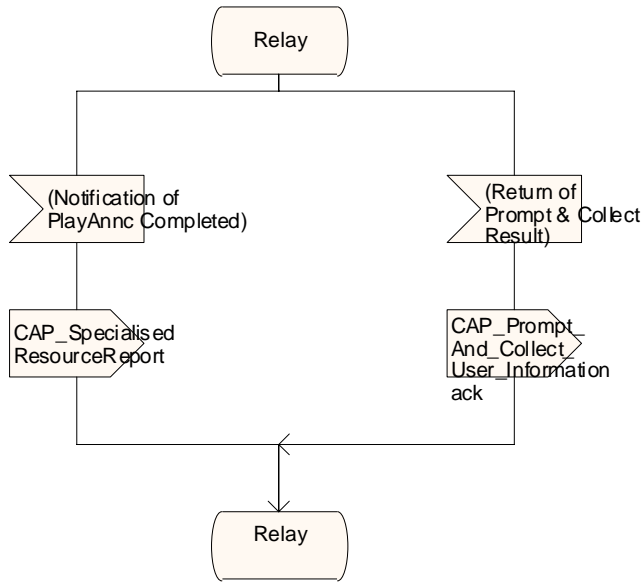 Relay
(Notification of
PlayAnnc Completed)
(Return of
Prompt & Collect
Result)
CAP_Specialised
ResourceReport
CAP_Prompt_
And_Collect_
User_Information
ack
Relay